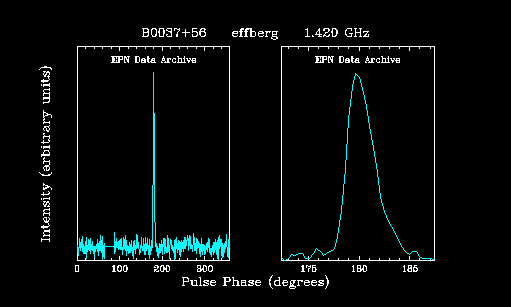 B0037+56 effberg 1.420 GHz
EPN Data Archive
EPN Data Archive
Intensity (arbitrary units)
0 100 200 300
175 180 185
Pulse Phase (degrees)